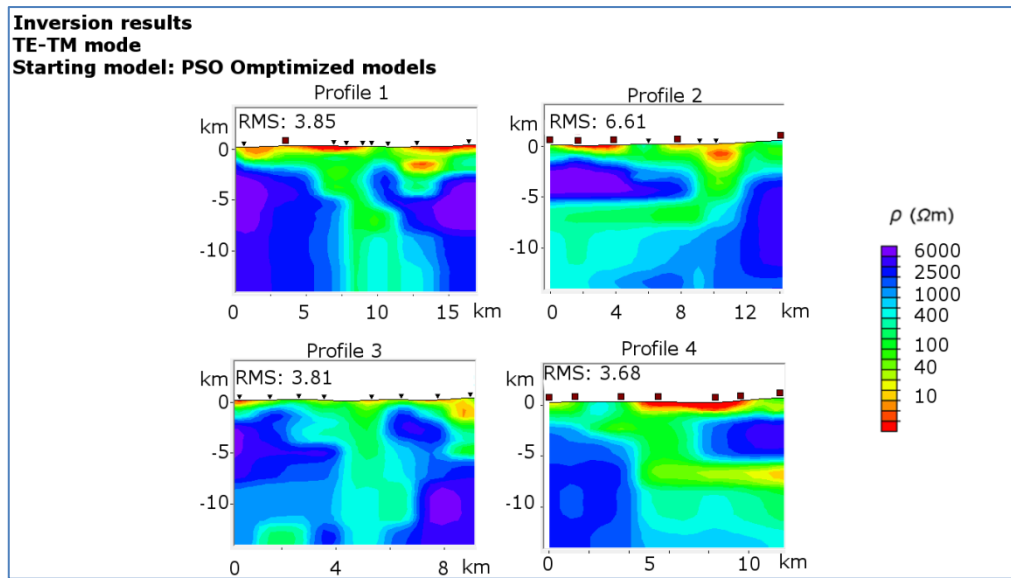 Inversion results
TE-TM mode
Starting model: PSO Omptimized models
Profile 1
km
RMS: 3.85
0
-5
-10
0 5 10 15 km
Profile 2
km
RMS: 6.61
0
-5
-10
0 4 8 12 km
Profile 3
km
RMS: 3.81
0
-5
-10
0 4 8 km
Profile 4
km
RMS: 3.68
0
-5
-10
0 5 10 km
ρ (Ωm)
6000
2500
1000
400
100
40
10